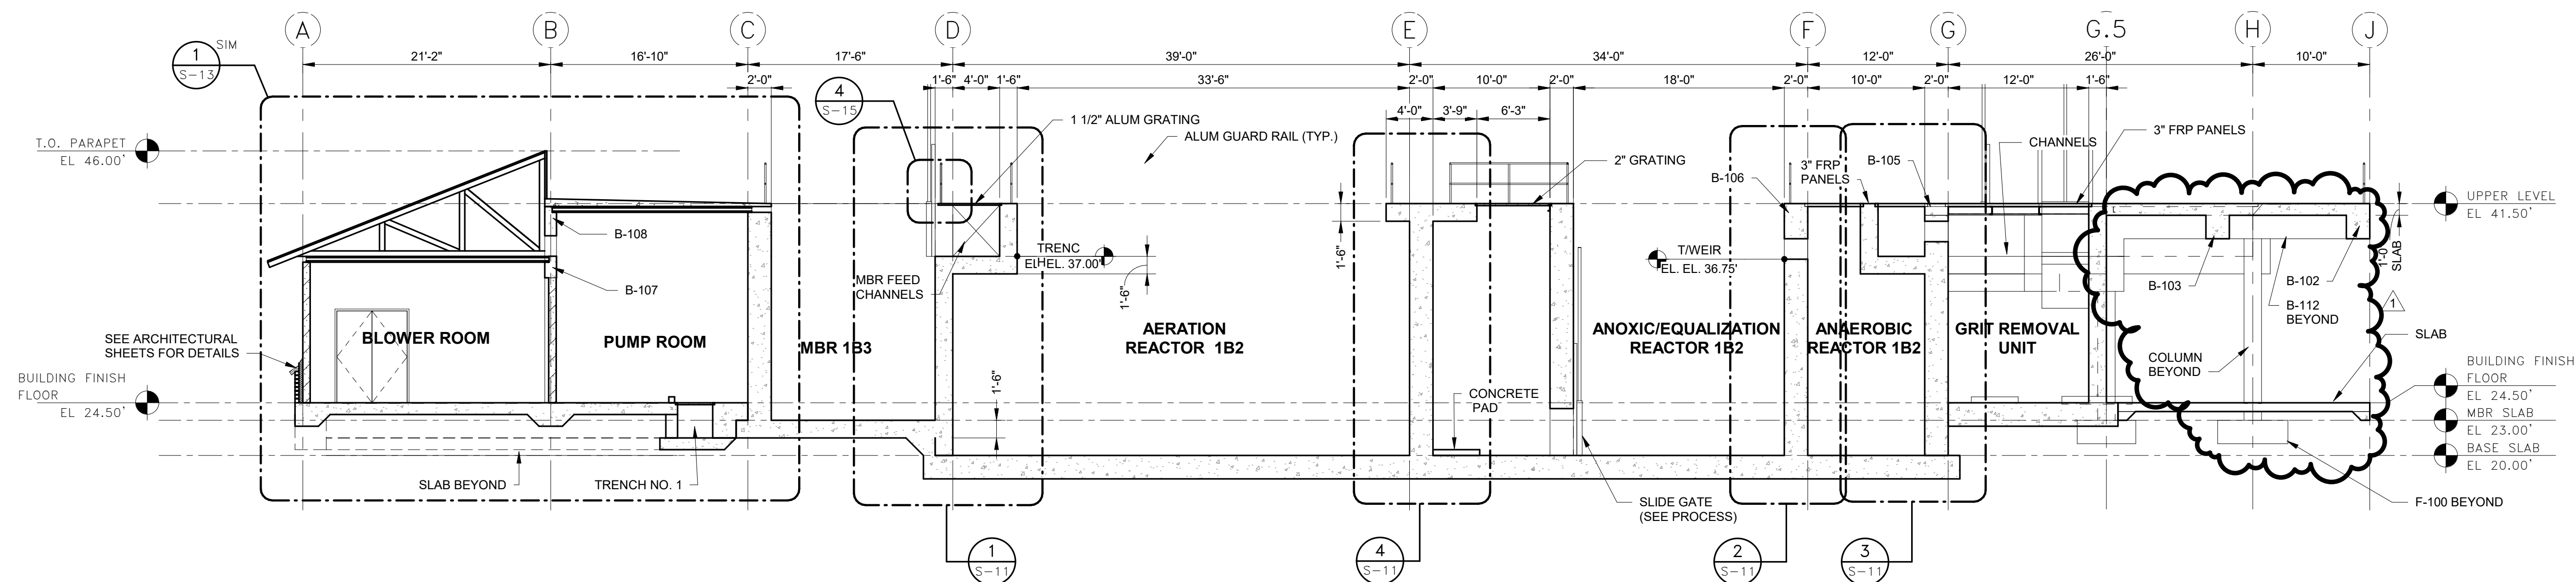 A
B
C
D
E
F
G
G.5
H
J
1
S-13
SIM
21'-2"
16'-10"
17'-6"
39'-0"
34'-0"
12'-0"
26'-0"
10'-0"
2'-0"
1'-6"
4'-0"
1'-6"
33'-6"
2'-0"
10'-0"
2'-0"
18'-0"
2'-0"
10'-0"
2'-0"
12'-0"
1'-6"
4
S-15
4'-0"
3'-9"
6'-3"
1 1/2" ALUM GRATING
ALUM GUARD RAIL (TYP.)
2" GRATING
3" FRP
PANELS
B-105
B-106
CHANNELS
3" FRP PANELS
T.O. PARAPET
EL 46.00'
UPPER LEVEL
EL 41.50'
B-108
B-107
MBR FEED
CHANNELS
TRENC
H
EL. EL. 37.00'
1'-6"
1'-6"
T/WEIR
EL. EL. 36.75'
B-103
B-102
B-112
BEYOND
1'-0"
SLAB
1
SEE ARCHITECTURAL
SHEETS FOR DETAILS
BLOWER ROOM
PUMP ROOM
MBR 1B3
AERATION
REACTOR 1B2
ANOXIC/EQUALIZATION
REACTOR 1B2
ANAEROBIC
REACTOR 1B2
GRIT REMOVAL
UNIT
COLUMN
BEYOND
SLAB
BUILDING FINISH
FLOOR
EL 24.50'
1'-6"
CONCRETE
PAD
BUILDING FINISH
FLOOR
EL 24.50'
MBR SLAB
EL 23.00'
BASE SLAB
EL 20.00'
SLAB BEYOND
TRENCH NO. 1
SLIDE GATE
(SEE PROCESS)
F-100 BEYOND
1
S-11
4
S-11
2
S-11
3
S-11